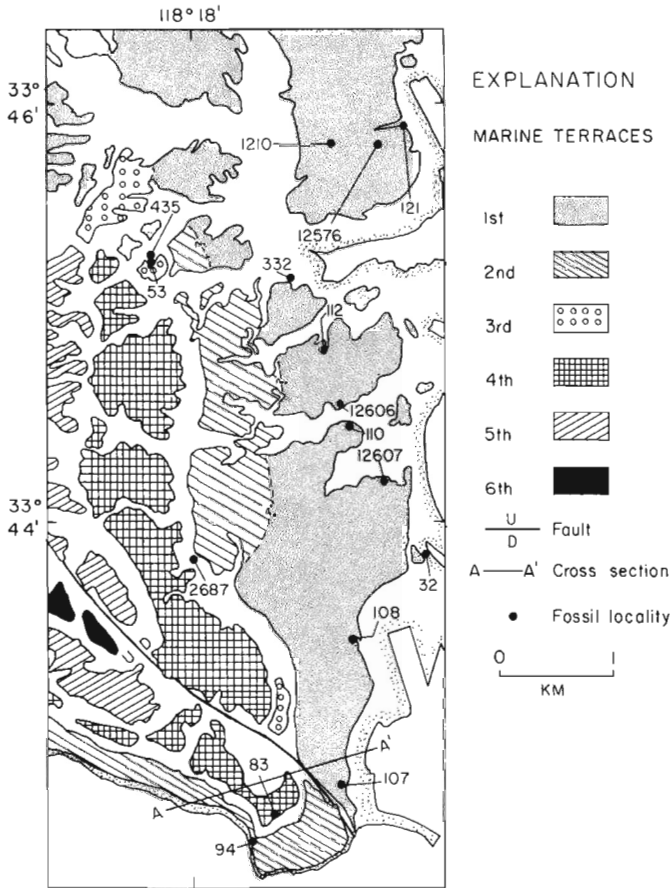 118° 18'
33°
46'
33°
44'
1210
12576
121
435
53
332
112
12606
110
12607
2687
32
108
107
83
94
A
A'
U
D
EXPLANATION
MARINE TERRACES
1st
2nd
3rd
4th
5th
6th
U
D
Fault
A A' Cross section
Fossil locality
0 1
KM